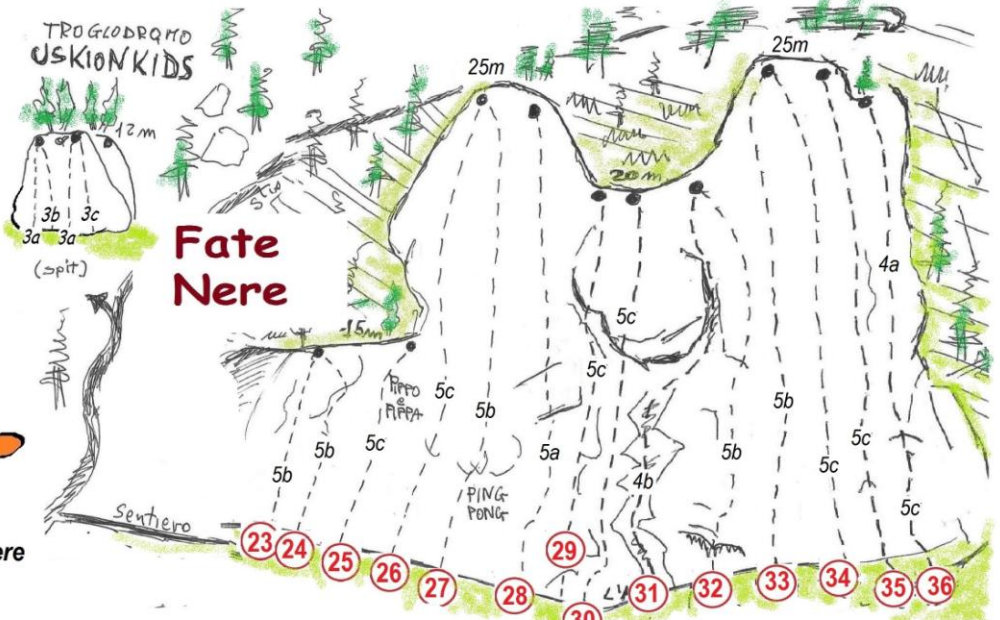 TROGLODROMO
USKIONKIDS
12m
3b
3c
3a
3a
(spit)
Fate
Nere
25m
25m
20m
15m
PIPPO
e
PIPPA
PING
PONG
Sentiero
ere
5b
5b
5c
5c
5b
5a
5c
5c
4b
5b
5b
5c
5c
4a
5c
23
24
25
26
27
28
29
30
31
32
33
34
35
36